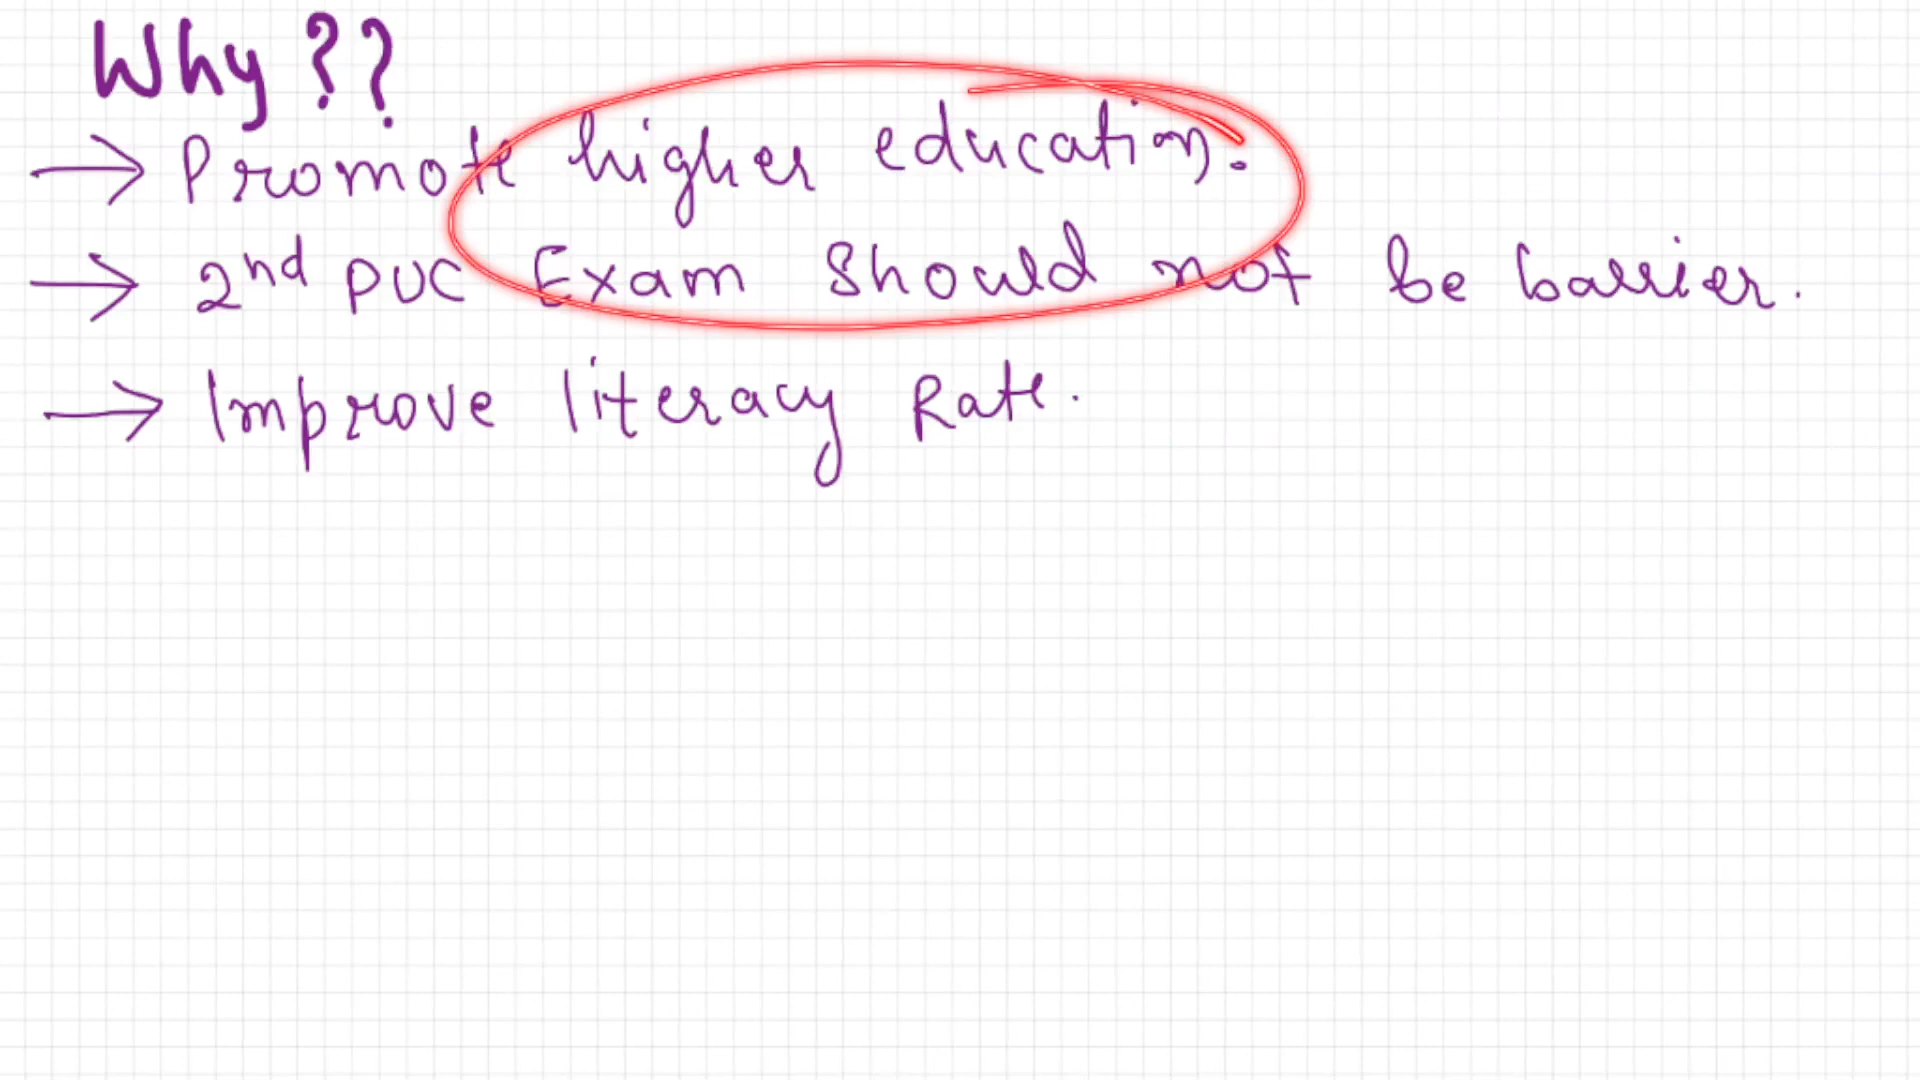 Why ??
→ Promote higher education.
→ 2nd PUC Exam Should not be barrier.
→ Improve literacy Rate.